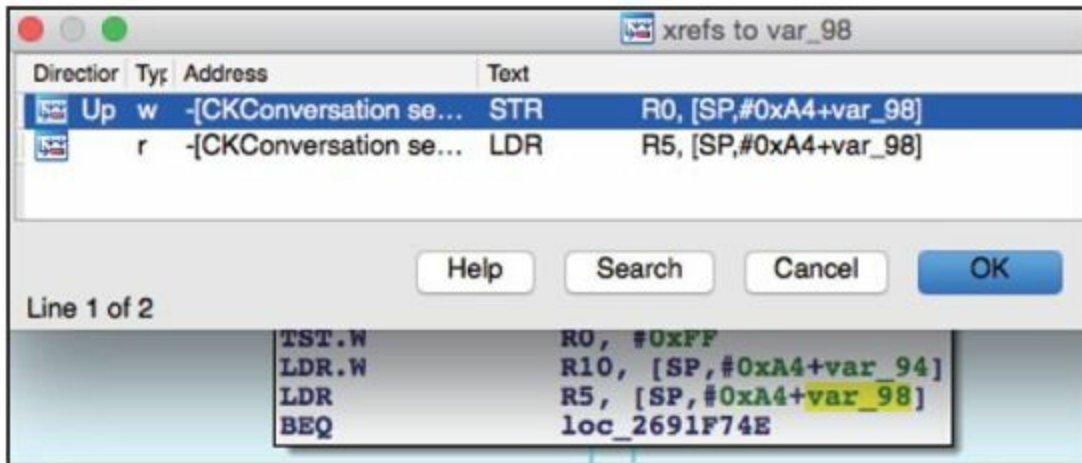 xrefs to var_98
Direction Typ Address Text
Up w -[CKConversation se... STR R0, [SP,#0xA4+var_98]
r -[CKConversation se... LDR R5, [SP,#0xA4+var_98]
Help Search Cancel OK
Line 1 of 2
TST.W R0, #0xFF
LDR.W R10, [SP,#0xA4+var_94]
LDR R5, [SP,#0xA4+var_98]
BEQ loc_2691F74E